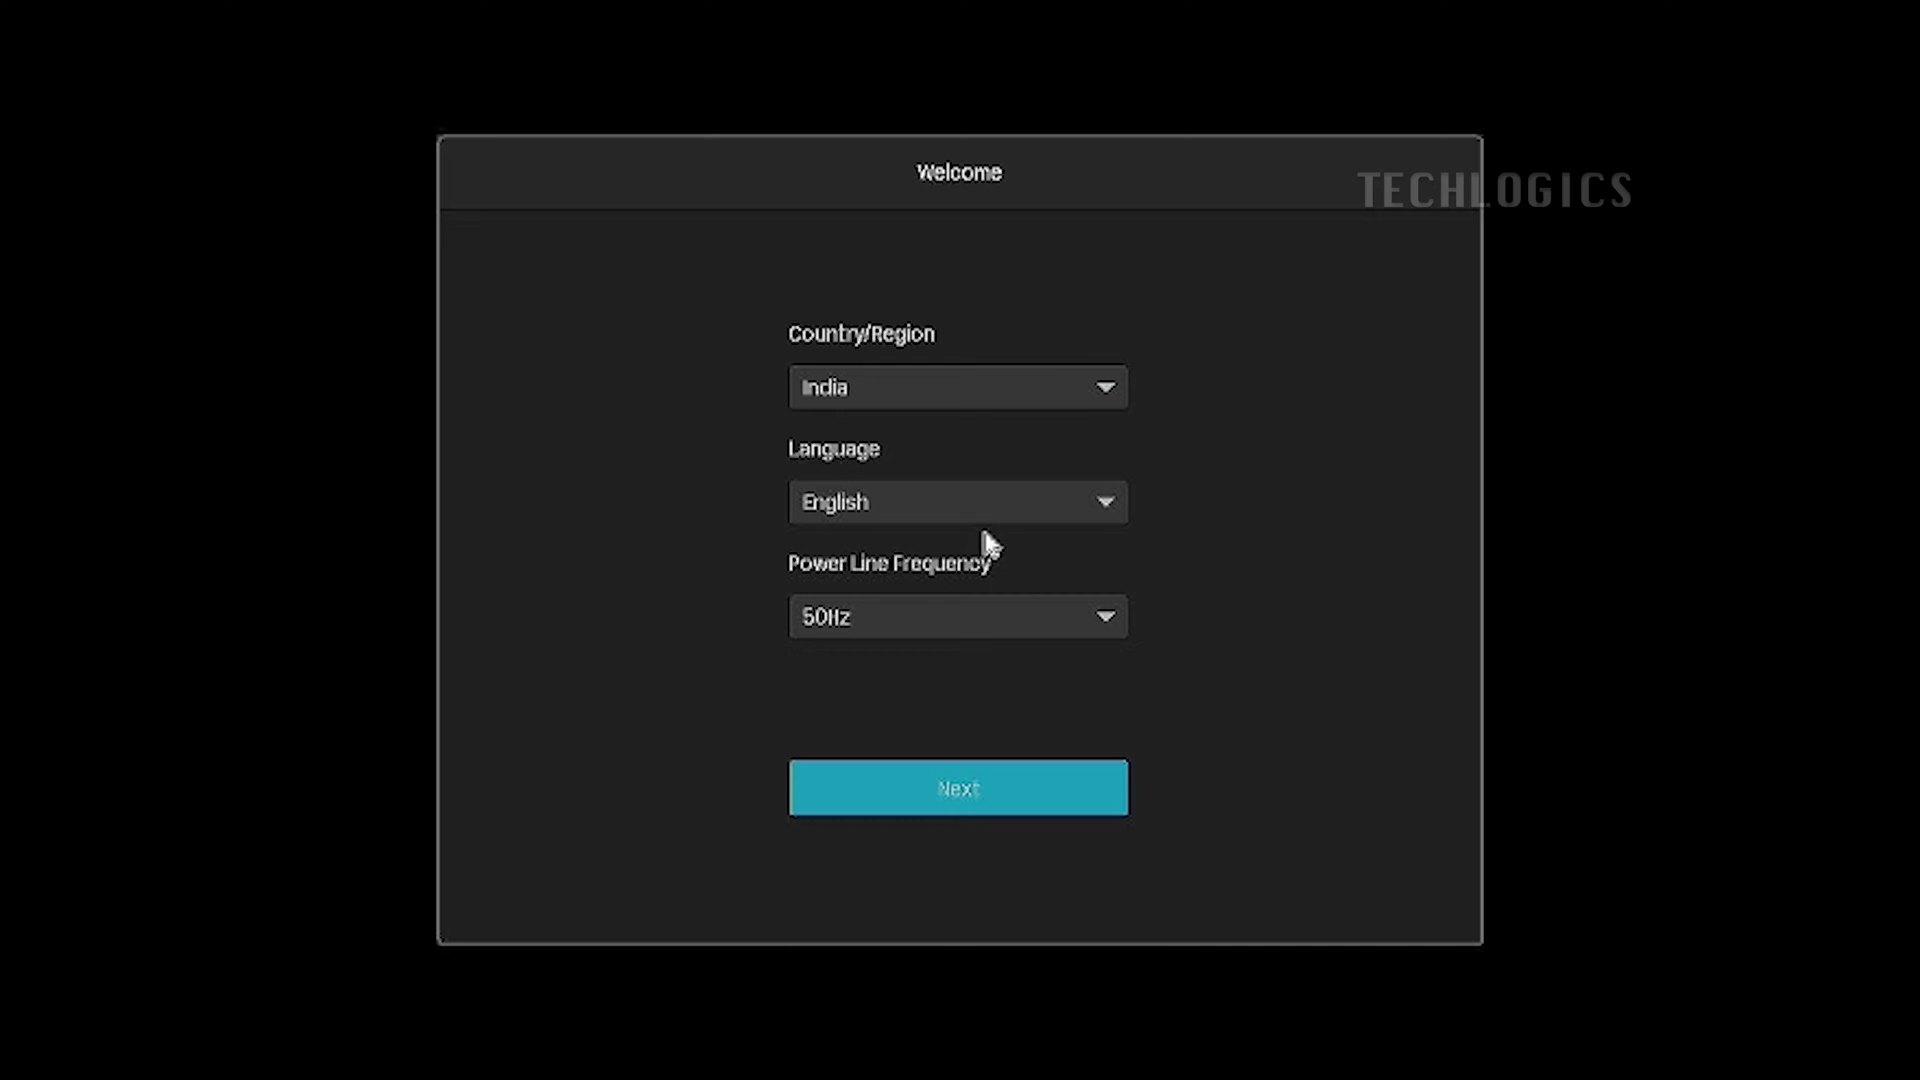 Welcome
TECHLOGICS
Country/Region
India
Language
English
Power Line Frequency
50Hz
Next